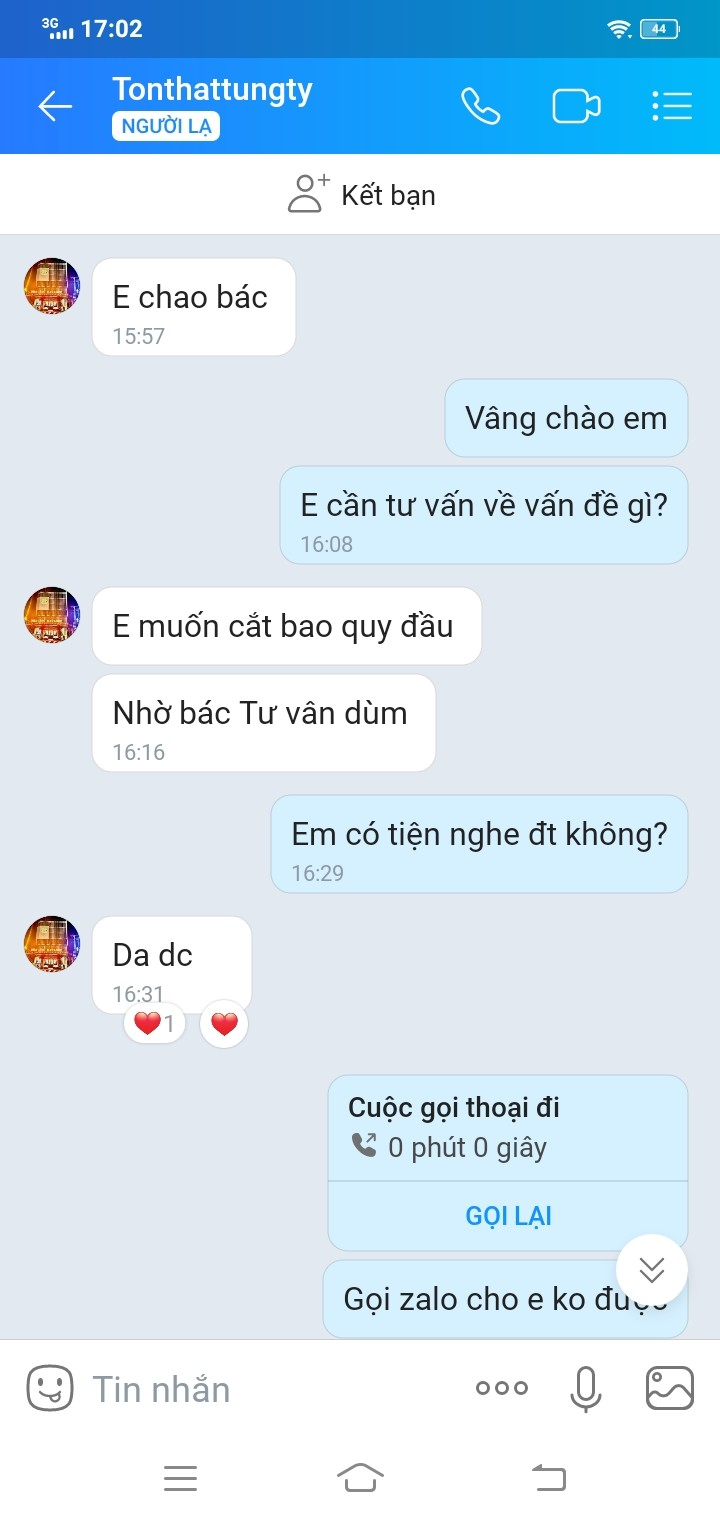 3G 17:02 44
Tonthattungty
NGƯỜI LẠ
Kết bạn
E chao bác
15:57
Vâng chào em
E cần tư vấn về vấn đề gì?
16:08
E muốn cắt bao quy đầu
Nhờ bác Tư vân dùm
16:16
Em có tiện nghe đt không?
16:29
Da dc
16:31
1
Cuộc gọi thoại đi
0 phút 0 giây
GỌI LẠI
Gọi zalo cho e ko được
Tin nhắn